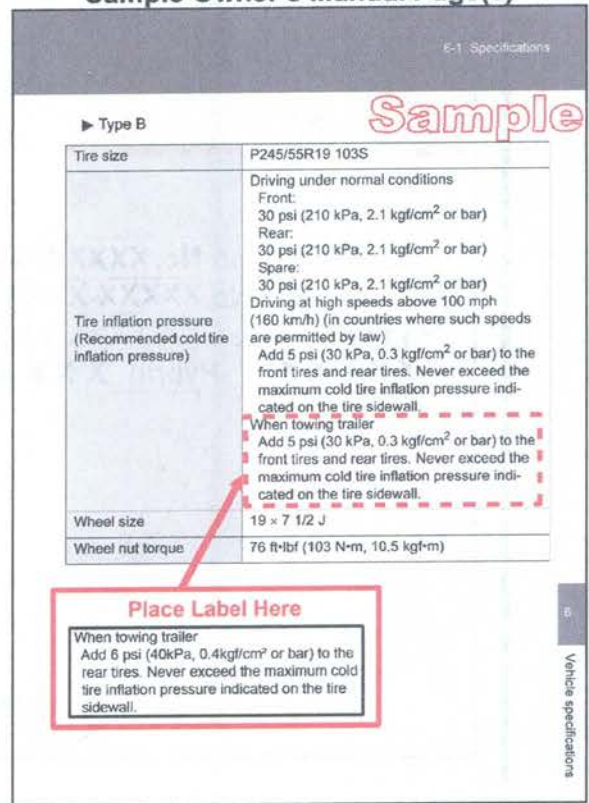 Sample Owner's Manual Page(s)
6-1 Specifications
Sample
▶ Type B
Tire size
P245/55R19 103S
Tire inflation pressure
(Recommended cold tire
inflation pressure)
Driving under normal conditions
Front:
30 psi (210 kPa, 2.1 kgf/cm² or bar)
Rear:
30 psi (210 kPa, 2.1 kgf/cm² or bar)
Spare:
30 psi (210 kPa, 2.1 kgf/cm² or bar)
Driving at high speeds above 100 mph
(160 km/h) (in countries where such speeds
are permitted by law)
Add 5 psi (30 kPa, 0.3 kgf/cm² or bar) to the
front tires and rear tires. Never exceed the
maximum cold tire inflation pressure indi-
cated on the tire sidewall.
When towing trailer
Add 5 psi (30 kPa, 0.3 kgf/cm² or bar) to the
front tires and rear tires. Never exceed the
maximum cold tire inflation pressure indi-
cated on the tire sidewall.
Wheel size
19 × 7 1/2 J
Wheel nut torque
76 ft•lbf (103 N•m, 10.5 kgf•m)
Place Label Here
When towing trailer
Add 6 psi (40kPa, 0.4kgf/cm² or bar) to the
rear tires. Never exceed the maximum cold
tire inflation pressure indicated on the tire
sidewall.
6
Vehicle specifications